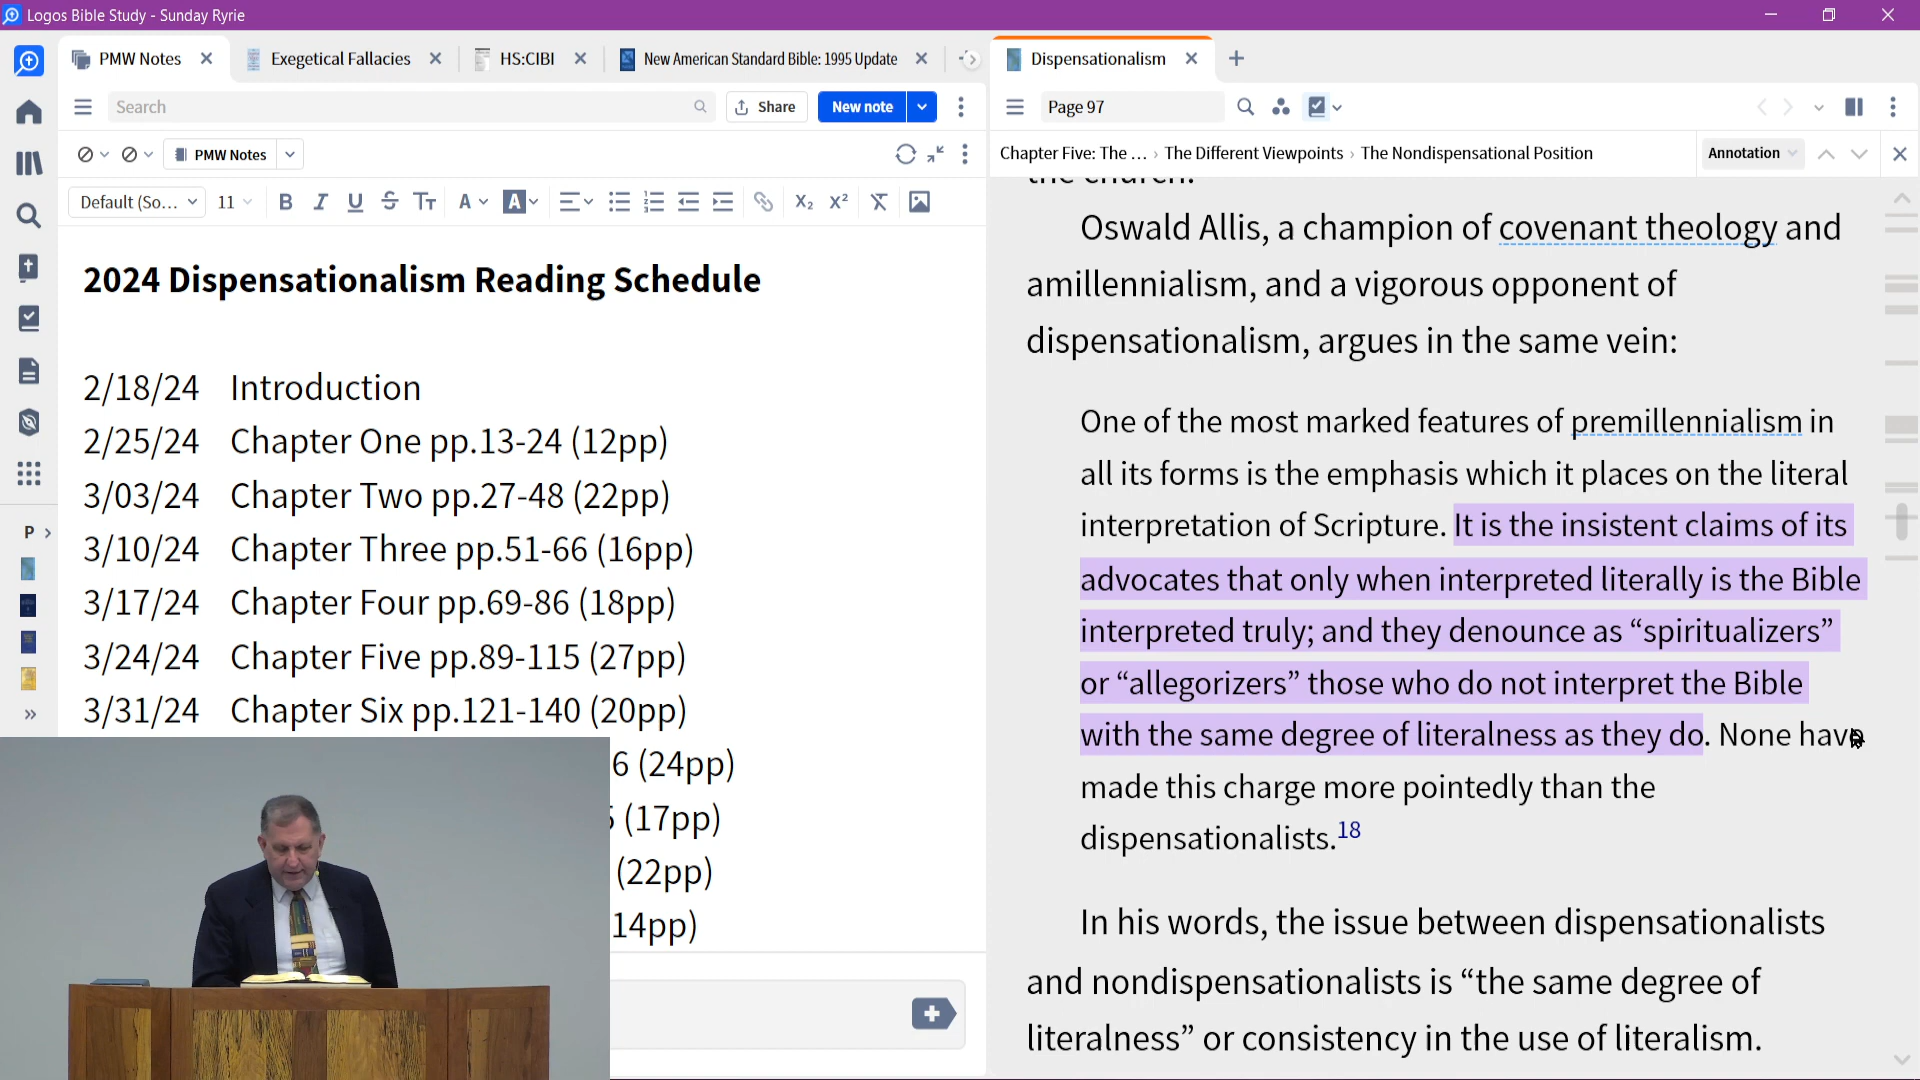 Logos Bible Study - Sunday Ryrie
PMW Notes
Exegetical Fallacies
HS:CIBI
New American Standard Bible: 1995 Update
Search
Share
New note
PMW Notes
Default (So...
11
B I U S Tт A A X₂ X²
P
2024 Dispensationalism Reading Schedule
2/18/24 Introduction
2/25/24 Chapter One pp.13-24 (12pp)
3/03/24 Chapter Two pp.27-48 (22pp)
3/10/24 Chapter Three pp.51-66 (16pp)
3/17/24 Chapter Four pp.69-86 (18pp)
3/24/24 Chapter Five pp.89-115 (27pp)
3/31/24 Chapter Six pp.121-140 (20pp)
6 (24pp)
(17pp)
(22pp)
14pp)
Dispensationalism
Page 97
Chapter Five: The ... › The Different Viewpoints › The Nondispensational Position
Annotation
the church.
Oswald Allis, a champion of covenant theology and
amillennialism, and a vigorous opponent of
dispensationalism, argues in the same vein:
One of the most marked features of premillennialism in
all its forms is the emphasis which it places on the literal
interpretation of Scripture. It is the insistent claims of its
advocates that only when interpreted literally is the Bible
interpreted truly; and they denounce as “spiritualizers”
or “allegorizers” those who do not interpret the Bible
with the same degree of literalness as they do. None have
made this charge more pointedly than the
dispensationalists.18
In his words, the issue between dispensationalists
and nondispensationalists is “the same degree of
literalness” or consistency in the use of literalism.